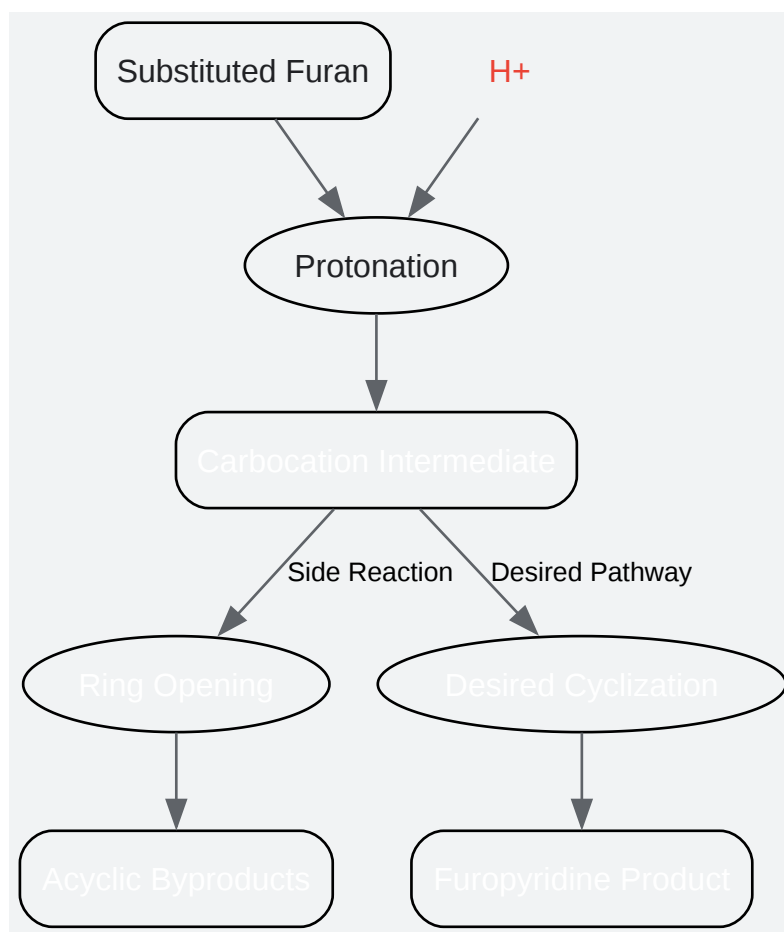 Substituted Furan
H+
Protonation
Carbocation Intermediate
Side Reaction
Desired Pathway
Ring Opening
Desired Cyclization
Acyclic Byproducts
Furopyridine Product